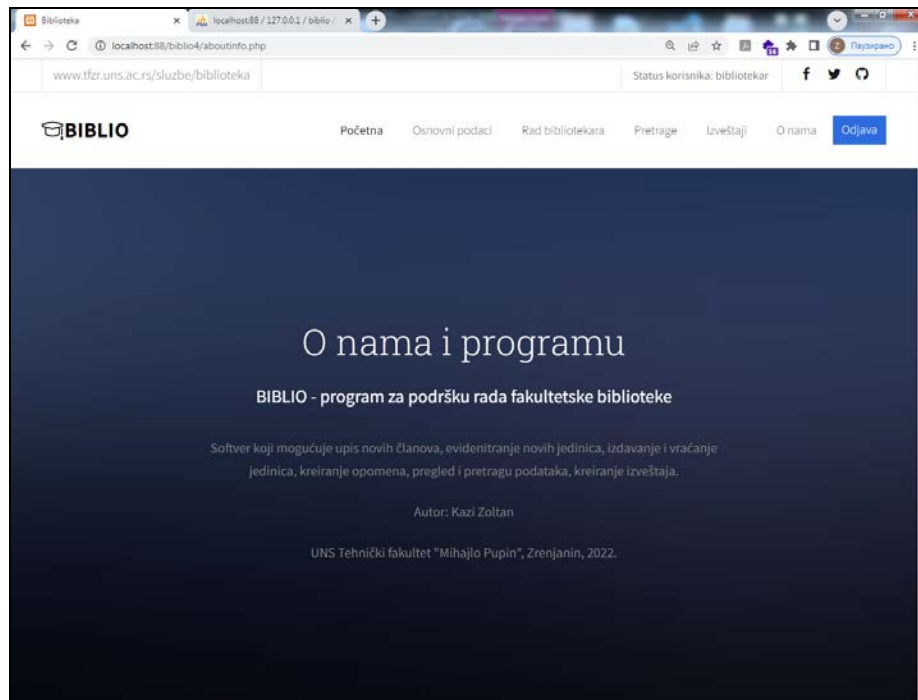 Biblioteka
localhost:88 / 127.0.0.1 / biblio /
localhost:88/biblio4/aboutinfo.php
24
Z
Паузирано
www.tfzr.uns.ac.rs/sluzbe/biblioteka
Status korisnika: bibliotekar
BIBLIO
Početna Osnovni podaci Rad bibliotekara Pretrage Izveštaji O nama Odjava
O nama i programu
BIBLIO - program za podršku rada fakultetske biblioteke
Softver koji mogućuje upis novih članova, evidenitranje novih jedinica, izdavanje i vraćanje
jedinica, kreiranje opomena, pregled i pretragu podataka, kreiranje izveštaja.
Autor: Kazi Zoltan
UNS Tehnički fakultet "Mihajlo Pupin", Zrenjanin, 2022.